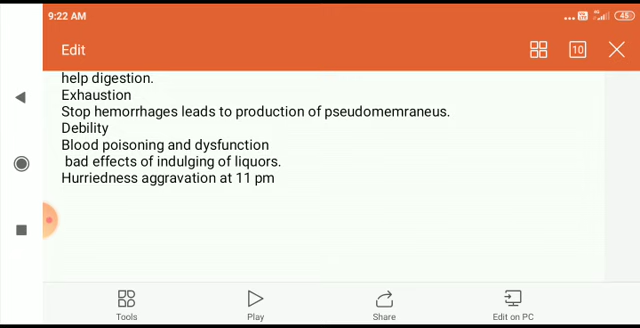 9:22 AM
45
Edit
10
help digestion.
Exhaustion
Stop hemorrhages leads to production of pseudomemraneus.
Debility
Blood poisoning and dysfunction
bad effects of indulging of liquors.
Hurriedness aggravation at 11 pm
Tools
Play
Share
Edit on PC